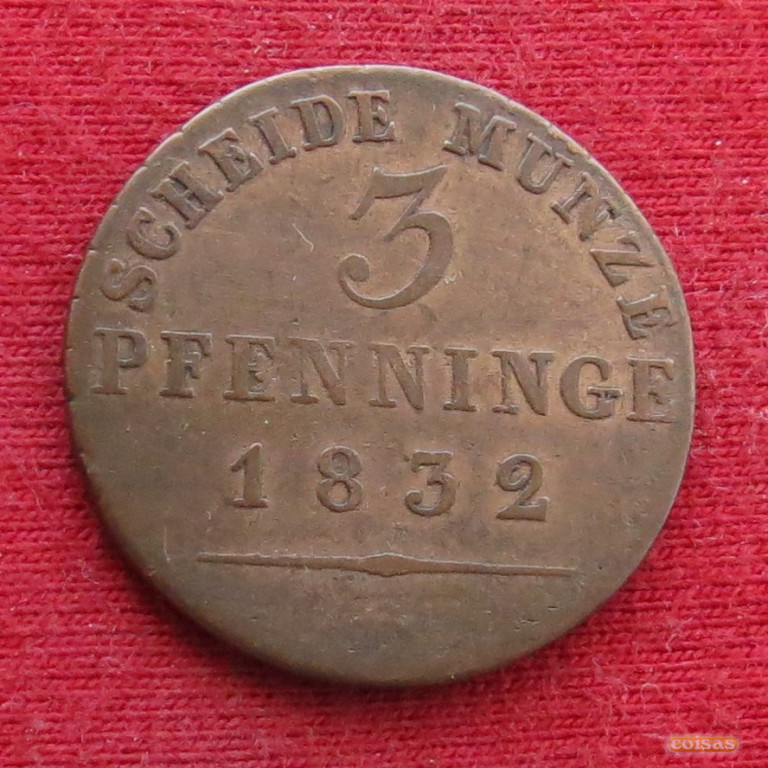 SCHEIDE MÜNZE
3
PFENNINGE
1832
coisas